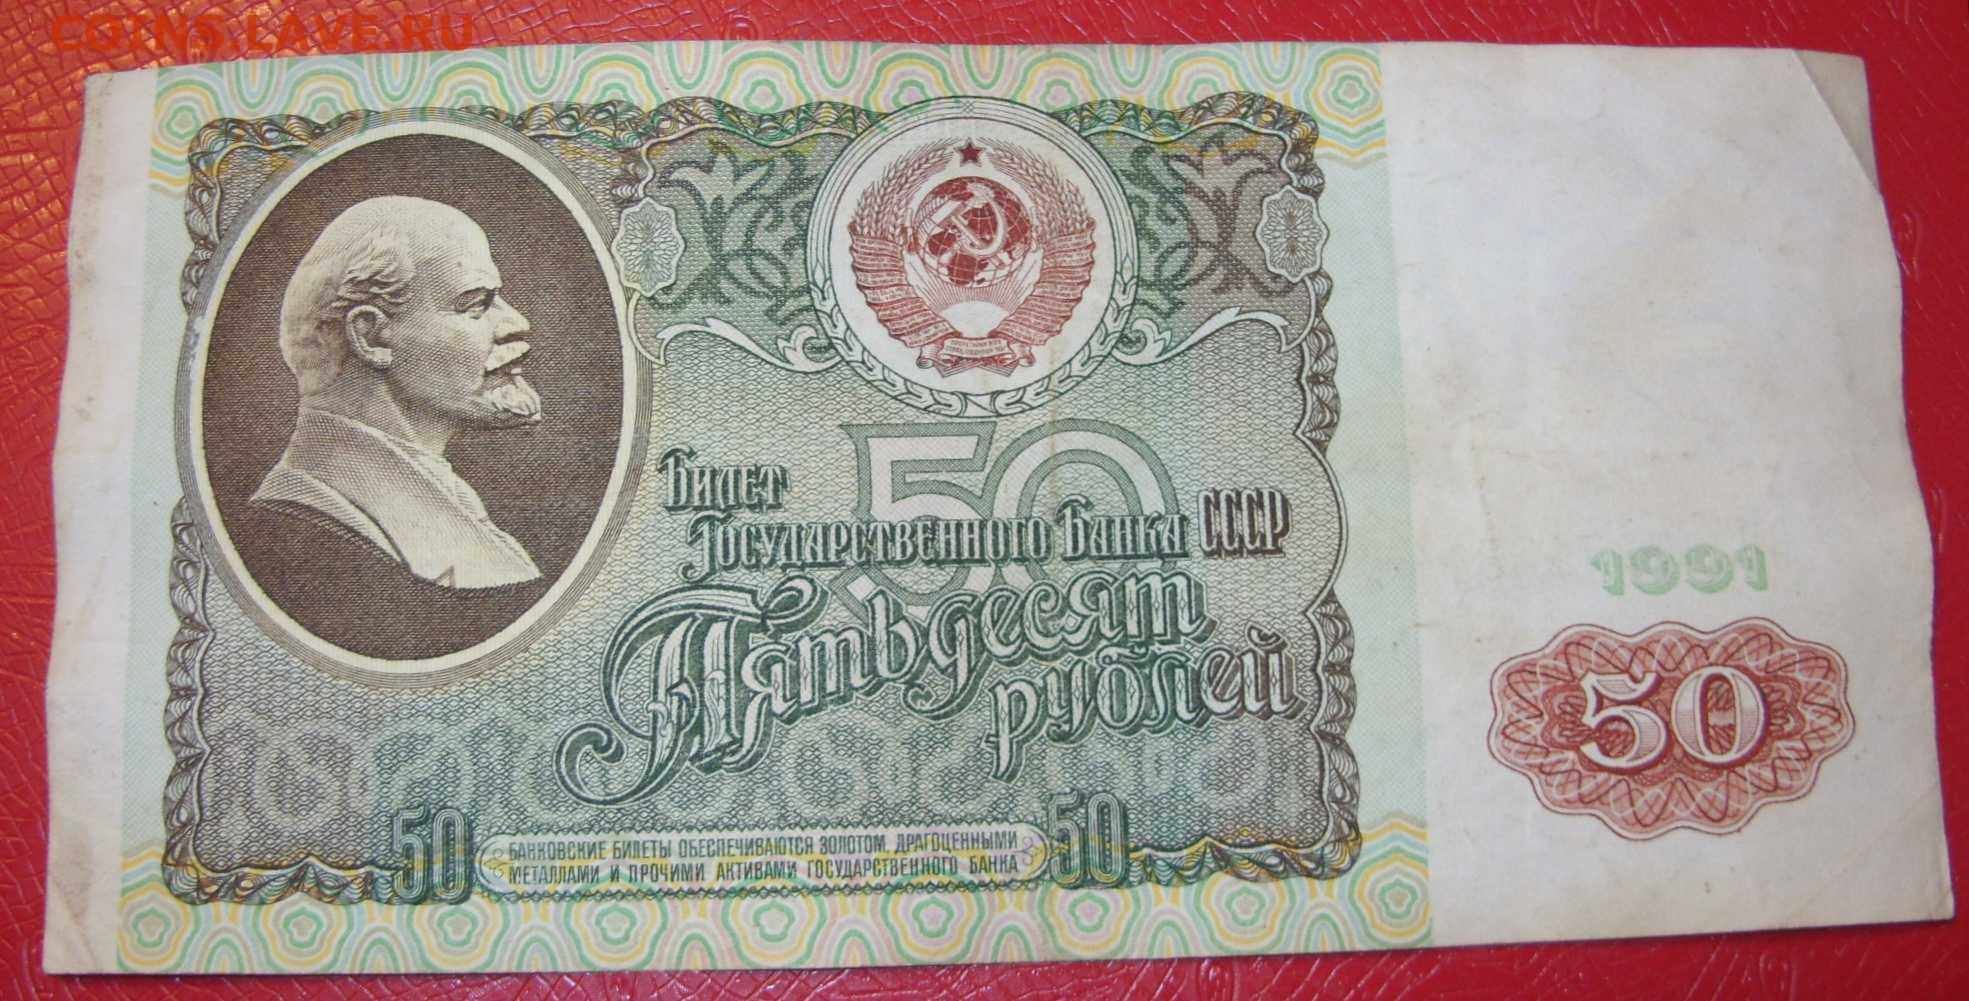 COINS.LAVE.RU
50
Билет
Государственного Банка СССР
Пятьдесят
рублей
1991
50
50
50
БАНКОВСКИЕ БИЛЕТЫ ОБЕСПЕЧИВАЮТСЯ ЗОЛОТОМ, ДРАГОЦЕННЫМИ
МЕТАЛЛАМИ И ПРОЧИМИ АКТИВАМИ ГОСУДАРСТВЕННОГО БАНКА